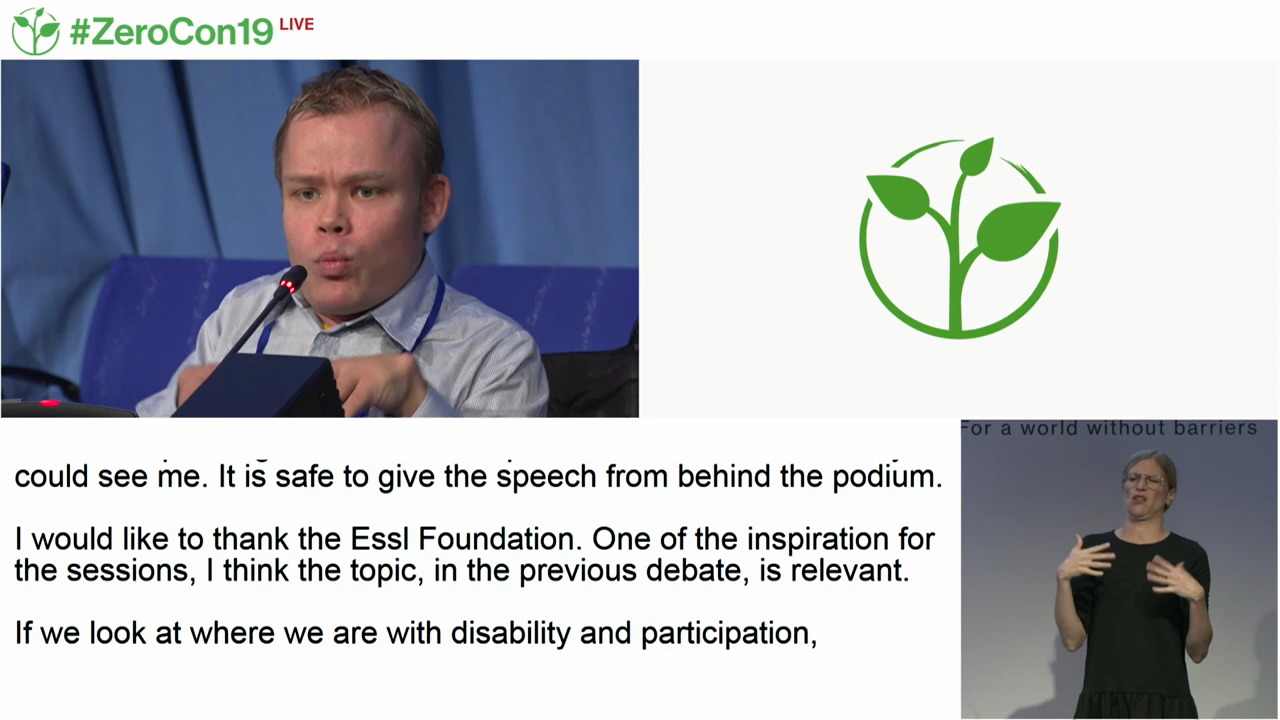 #ZeroCon19 LIVE
could see me. It is safe to give the speech from behind the podium.
I would like to thank the Essl Foundation. One of the inspiration for
the sessions, I think the topic, in the previous debate, is relevant.
If we look at where we are with disability and participation,
For a world without barriers